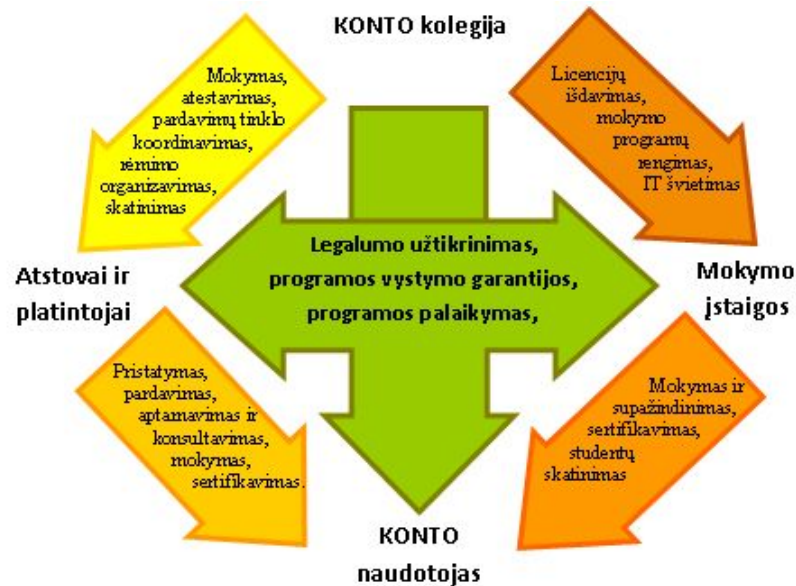 KONTO kolegija
Mokymas,
atestavimas,
pardavimų tinklo
koordinavimas,
rėmimo
organizavimas,
skatinimas
Licencijų
išdavimas,
mokymo
programų
rengimas,
IT švietimas
Legalumo užtikrinimas,
programos vystymo garantijos,
programos palaikymas,
Atstovai ir
platintojai
Mokymo
įstaigos
Pristatymas,
pardavimas,
aptarnavimas ir
konsultavimas,
mokymas,
sertifikavimas.
Mokymas ir
supažindinimas,
sertifikavimas,
studentų
skatinimas
KONTO
naudotojas